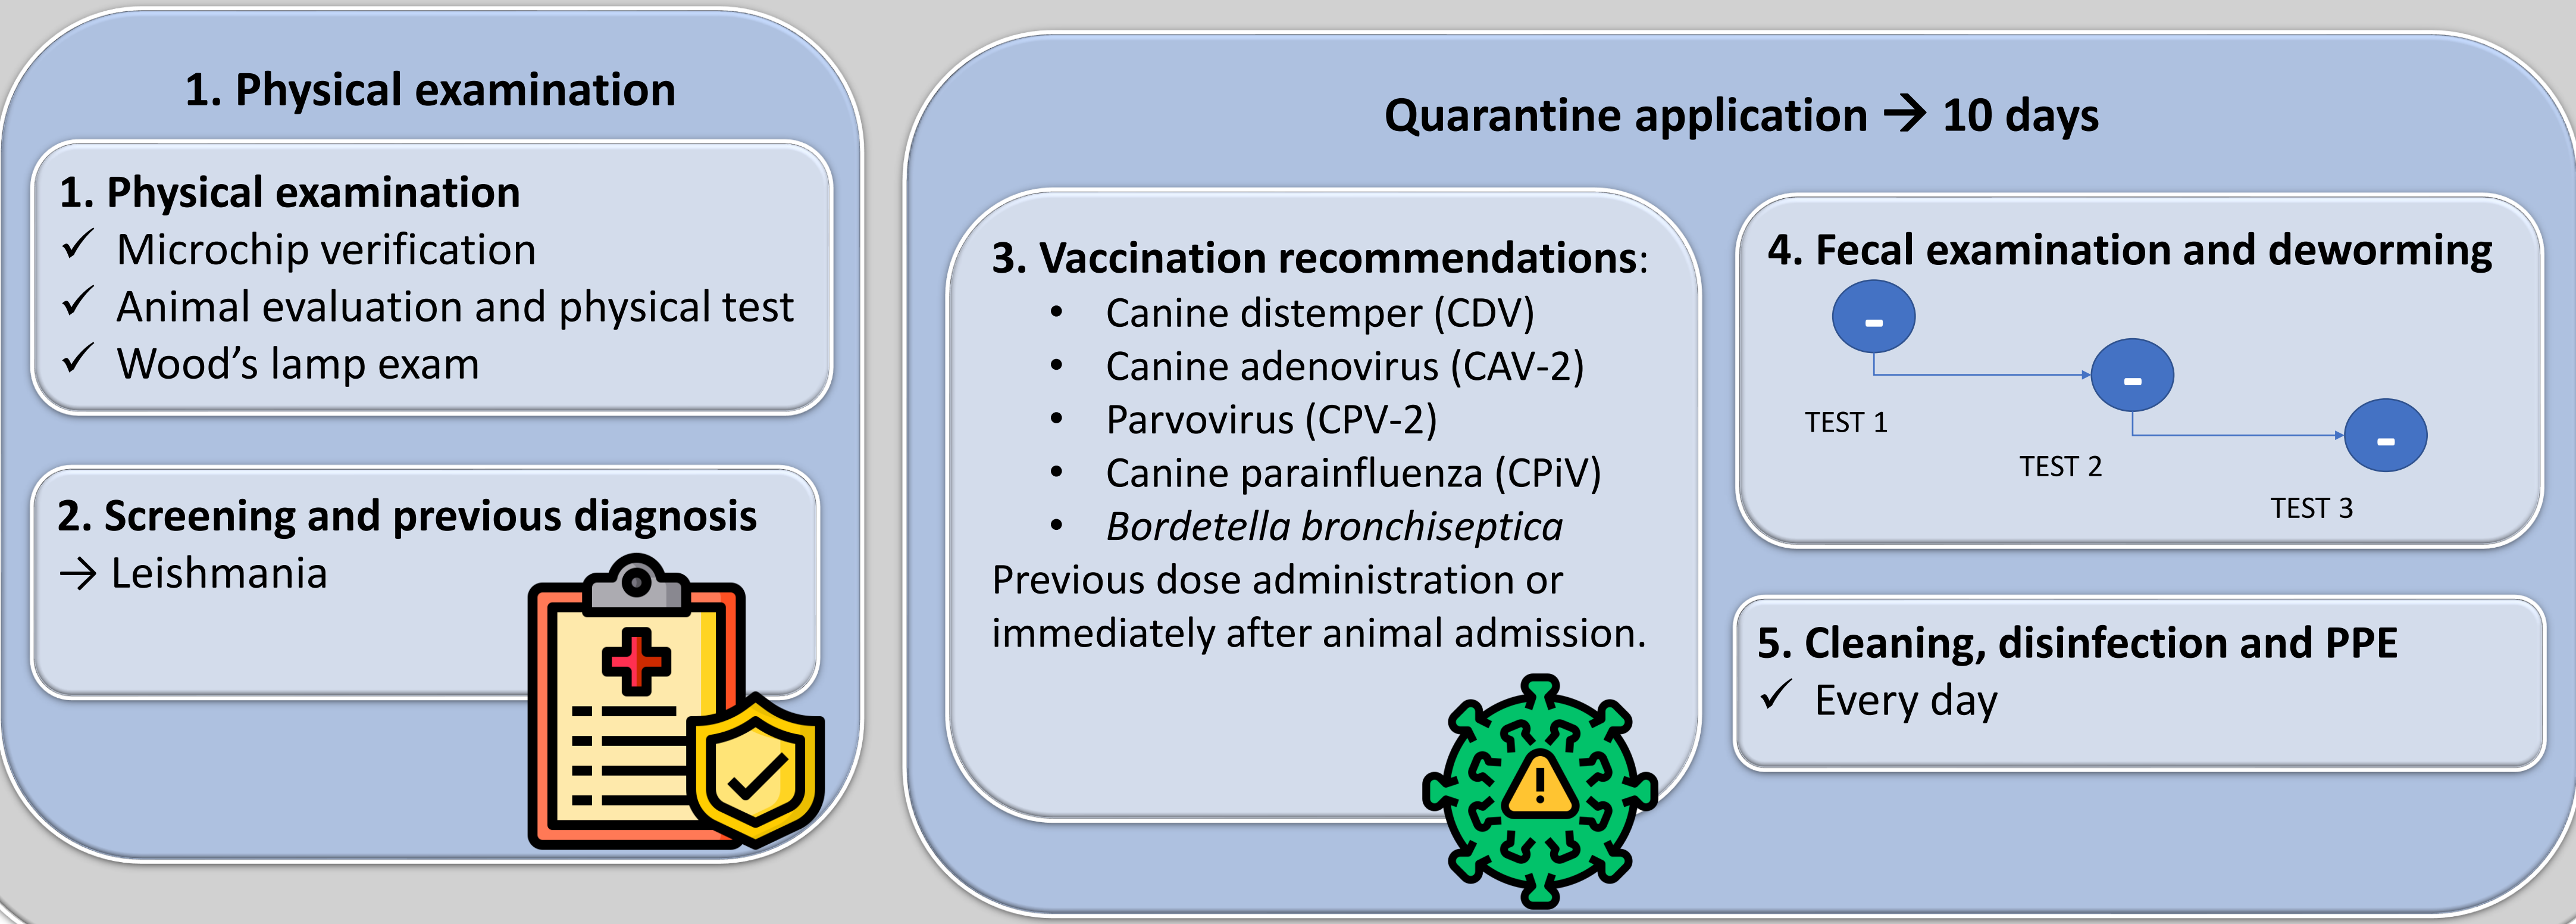 1. Physical examination
1. Physical examination
✓ Microchip verification
✓ Animal evaluation and physical test
✓ Wood’s lamp exam
2. Screening and previous diagnosis
→ Leishmania
Quarantine application → 10 days
3. Vaccination recommendations:
• Canine distemper (CDV)
• Canine adenovirus (CAV-2)
• Parvovirus (CPV-2)
• Canine parainfluenza (CPiV)
• Bordetella bronchiseptica
Previous dose administration or
immediately after animal admission.
!
4. Fecal examination and deworming
-
-
-
TEST 1
TEST 2
TEST 3
5. Cleaning, disinfection and PPE
✓ Every day